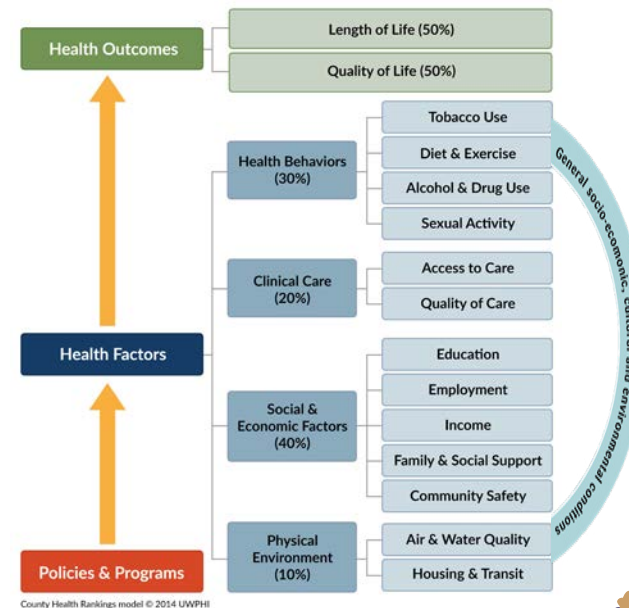 Health Outcomes
Length of Life (50%)
Quality of Life (50%)
Health Factors
Health Behaviors
(30%)
Tobacco Use
Diet & Exercise
Alcohol & Drug Use
Sexual Activity
Clinical Care
(20%)
Access to Care
Quality of Care
Social &
Economic Factors
(40%)
Education
Employment
Income
Family & Social Support
Community Safety
Physical
Environment
(10%)
Air & Water Quality
Housing & Transit
Policies & Programs
General socio-ecomonic, cultural and environmental conditions
County Health Rankings model © 2014 UWPHI